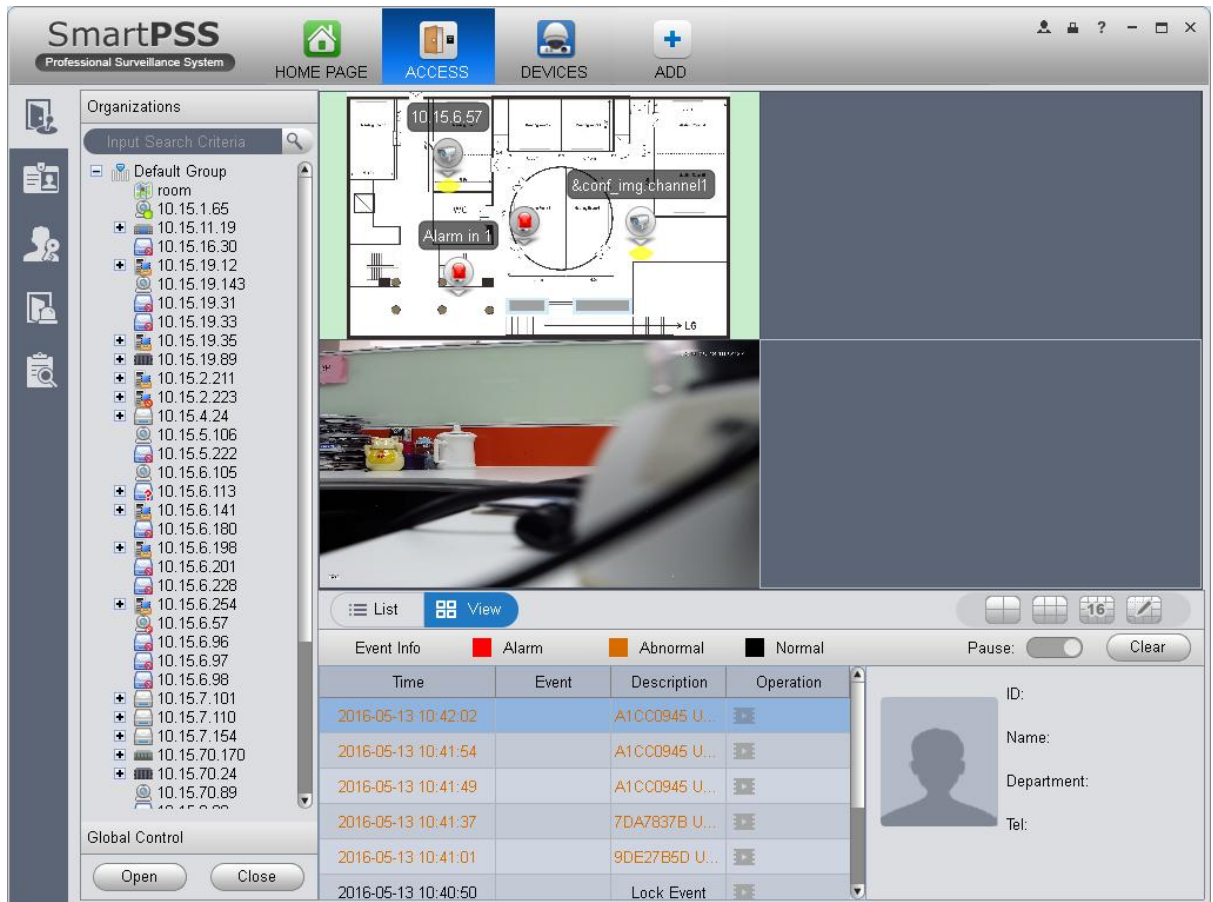 SmartPSS
Professional Surveillance System
HOME PAGE
ACCESS
DEVICES
ADD
?
Organizations
Input Search Criteria
Default Group
room
10.15.1.65
10.15.11.19
10.15.16.30
10.15.19.12
10.15.19.143
10.15.19.31
10.15.19.33
10.15.19.35
10.15.19.89
10.15.2.211
10.15.2.223
10.15.4.24
10.15.5.106
10.15.5.222
10.15.6.105
10.15.6.113
10.15.6.141
10.15.6.180
10.15.6.198
10.15.6.201
10.15.6.228
10.15.6.254
10.15.6.57
10.15.6.96
10.15.6.97
10.15.6.98
10.15.7.101
10.15.7.110
10.15.7.154
10.15.70.170
10.15.70.24
10.15.70.89
Global Control
Open
Close
10.15.6.57
&conf_img.channel1
WC
Alarm in 1
L6
List
View
16
Event Info
Alarm
Abnormal
Normal
Pause:
Clear
Time Event Description Operation
2016-05-13 10:42:02 A1CC0945 U...
2016-05-13 10:41:54 A1CC0945 U...
2016-05-13 10:41:49 A1CC0945 U...
2016-05-13 10:41:37 7DA7837B U...
2016-05-13 10:41:01 9DE27B5D U...
2016-05-13 10:40:50 Lock Event
ID:
Name:
Department:
Tel: